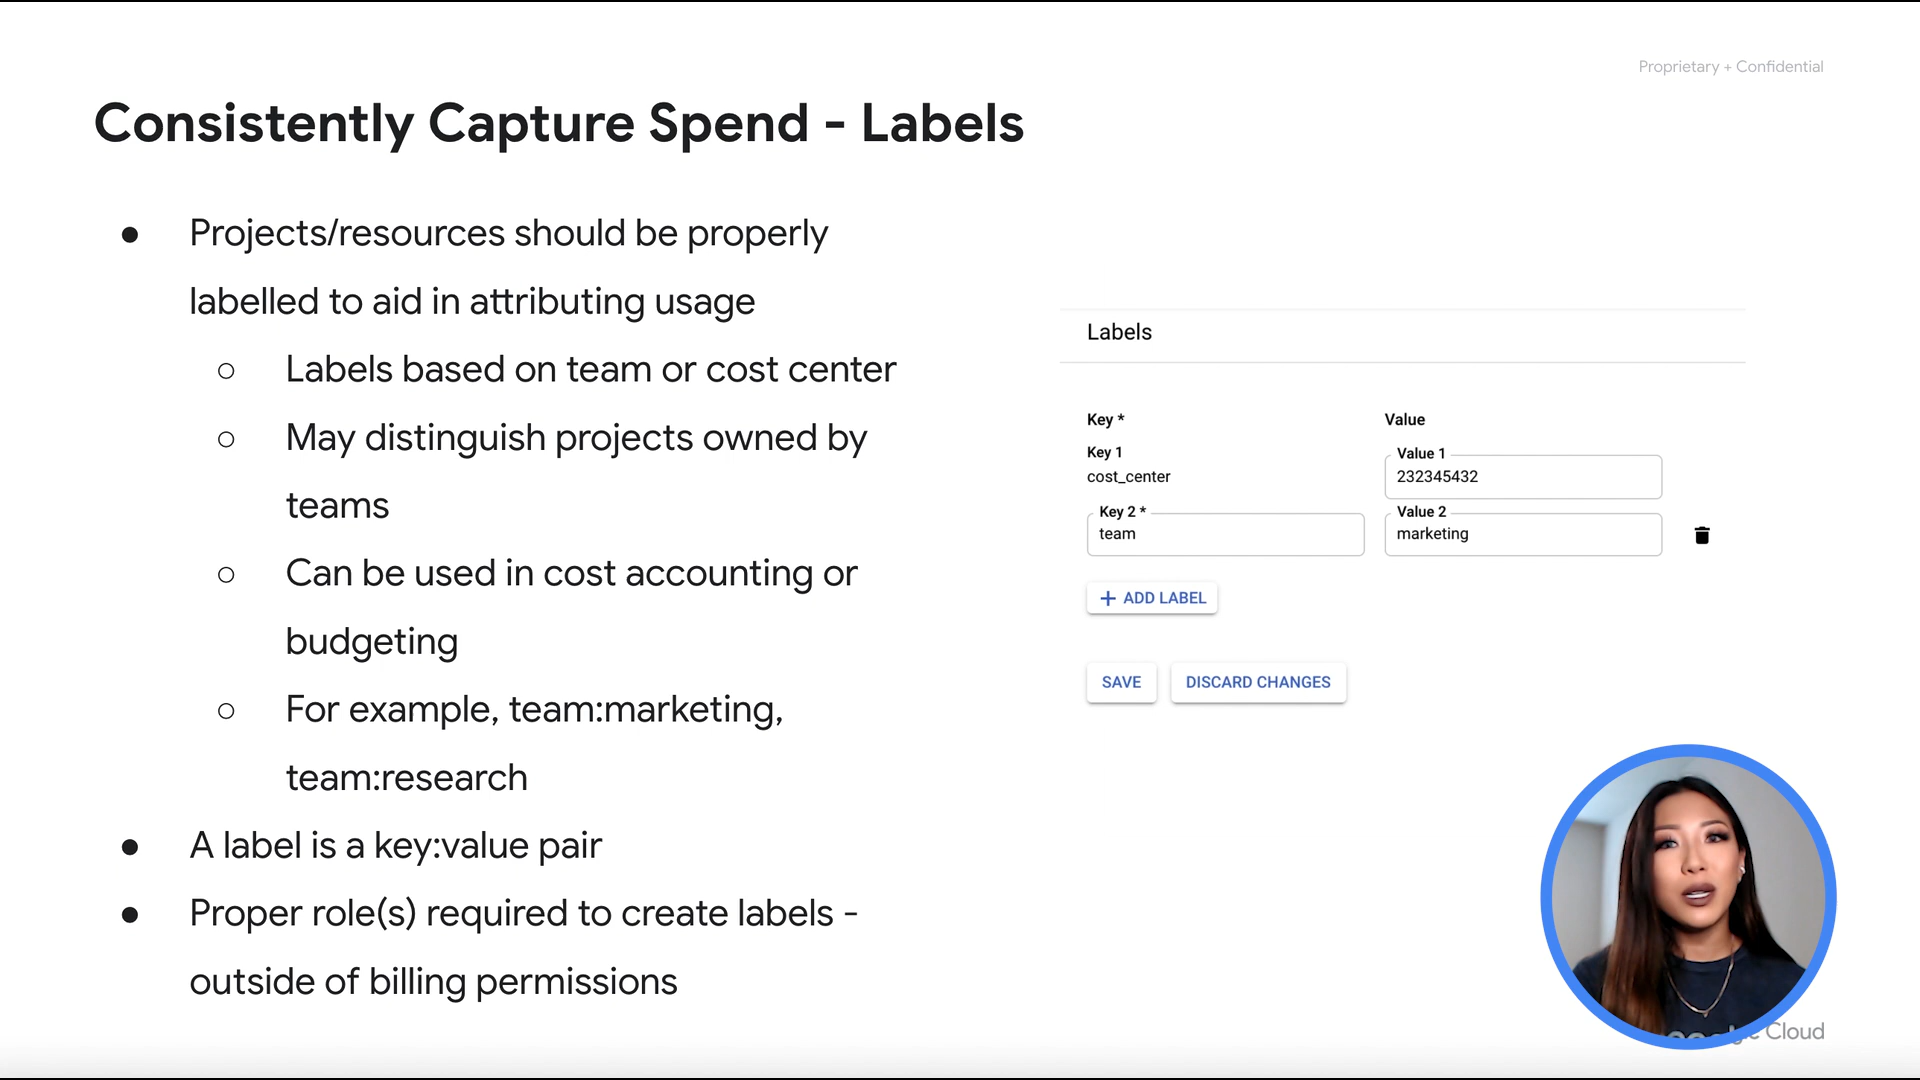 Proprietary + Confidential
Consistently Capture Spend - Labels
● Projects/resources should be properly
labelled to aid in attributing usage
○ Labels based on team or cost center
○ May distinguish projects owned by
teams
○ Can be used in cost accounting or
budgeting
○ For example, team:marketing,
team:research
● A label is a key:value pair
● Proper role(s) required to create labels -
outside of billing permissions
Labels
Key * Value
Key 1 Value 1
cost_center 232345432
Key 2 * Value 2
team marketing
+ ADD LABEL
SAVE DISCARD CHANGES
Cloud